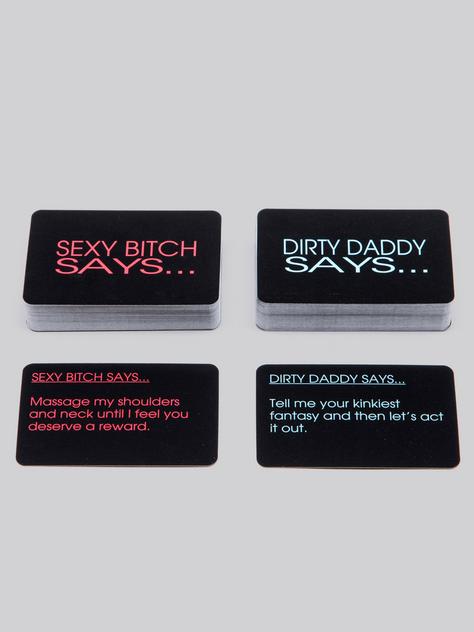 SEXY BITCH
SAYS...
DIRTY DADDY
SAYS...
SEXY BITCH SAYS...
Massage my shoulders
and neck until I feel you
deserve a reward.
DIRTY DADDY SAYS...
Tell me your kinkiest
fantasy and then let's act
it out.